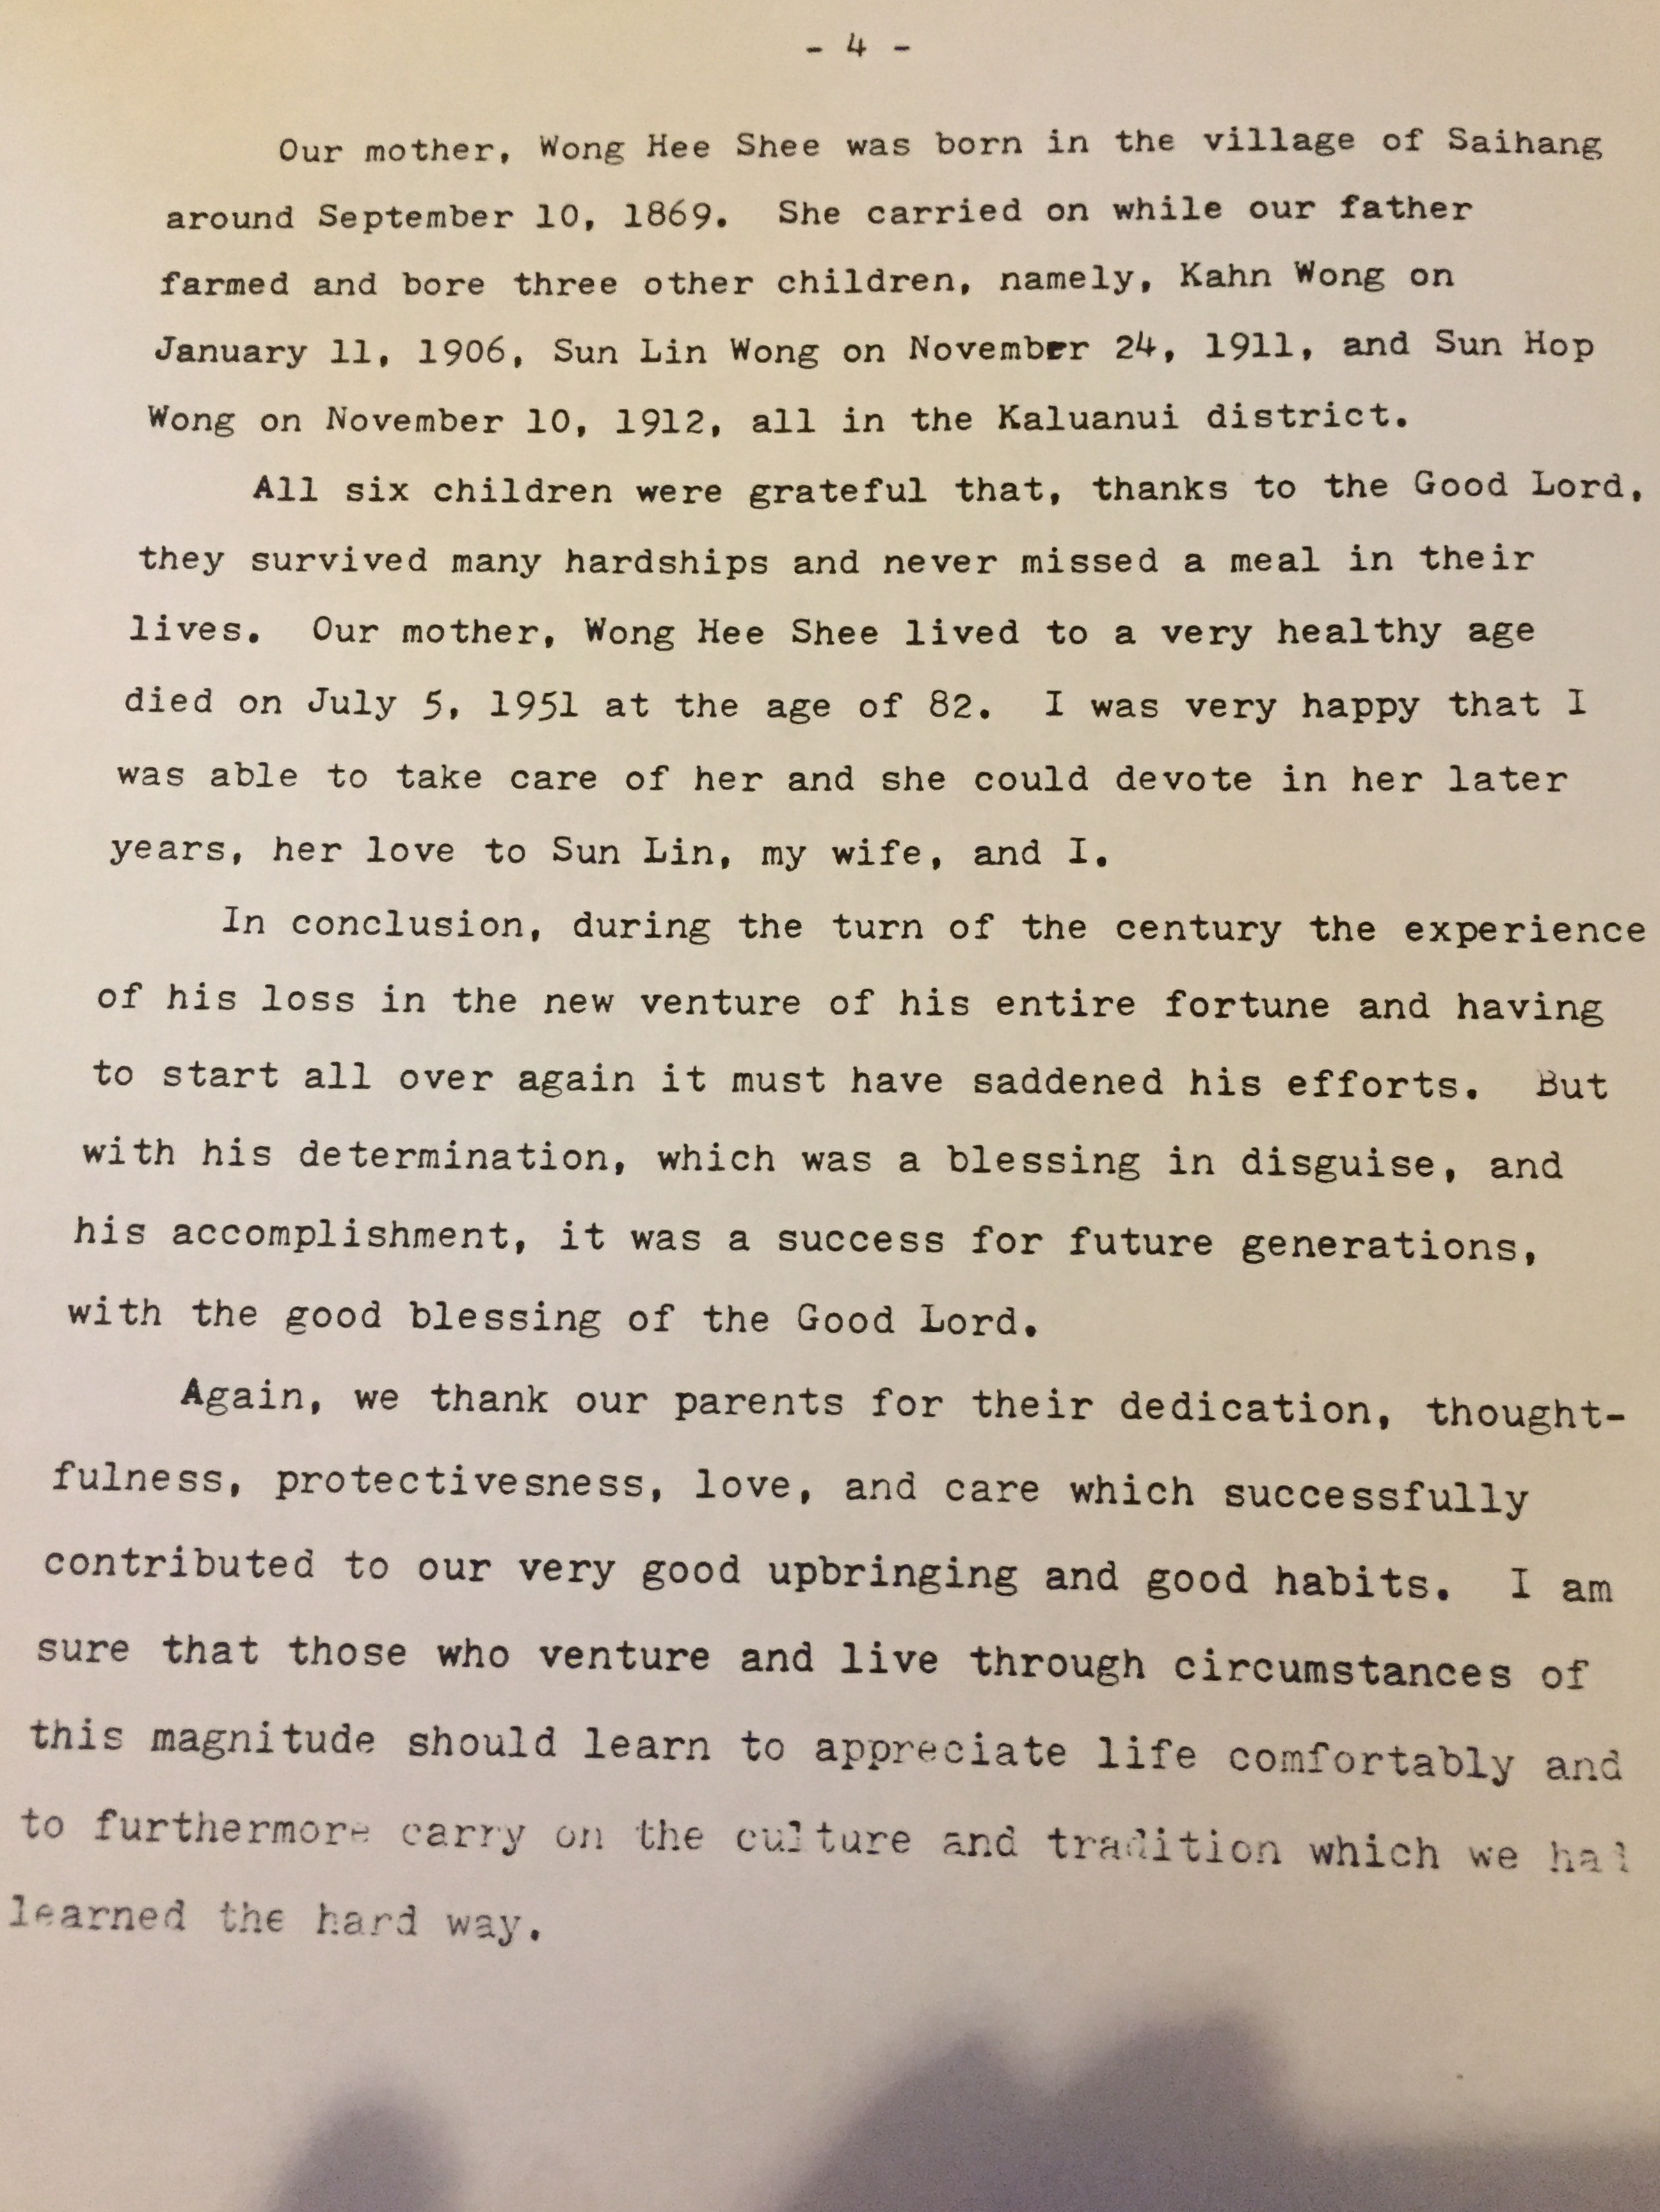 - 4 -
Our mother, Wong Hee Shee was born in the village of Saihang
around September 10, 1869.  She carried on while our father
farmed and bore three other children, namely, Kahn Wong on
January 11, 1906, Sun Lin Wong on November 24, 1911, and Sun Hop
Wong on November 10, 1912, all in the Kaluanui district.
All six children were grateful that, thanks to the Good Lord,
they survived many hardships and never missed a meal in their
lives.  Our mother, Wong Hee Shee lived to a very healthy age
died on July 5, 1951 at the age of 82.  I was very happy that I
was able to take care of her and she could devote in her later
years, her love to Sun Lin, my wife, and I.
In conclusion, during the turn of the century the experience
of his loss in the new venture of his entire fortune and having
to start all over again it must have saddened his efforts.  But
with his determination, which was a blessing in disguise, and
his accomplishment, it was a success for future generations,
with the good blessing of the Good Lord.
Again, we thank our parents for their dedication, thought-
fulness, protectivesness, love, and care which successfully
contributed to our very good upbringing and good habits.  I am
sure that those who venture and live through circumstances of
this magnitude should learn to appreciate life comfortably and
to furthermore carry on the culture and tradition which we had
learned the hard way.